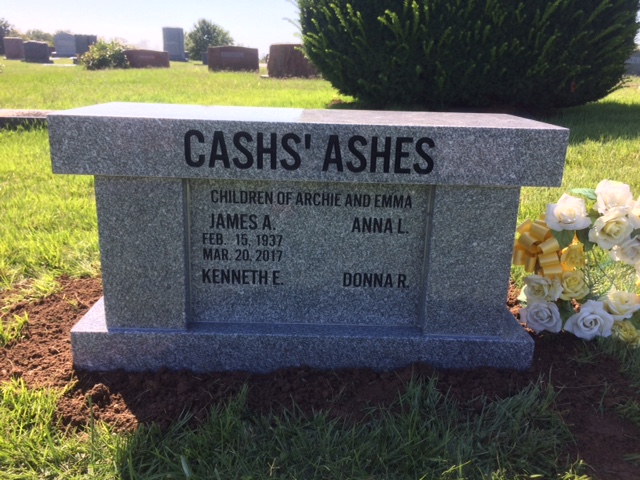 CASHS' ASHES
CHILDREN OF ARCHIE AND EMMA
JAMES A. ANNA L.
FEB. 15, 1937
MAR. 20, 2017
KENNETH E. DONNA R.